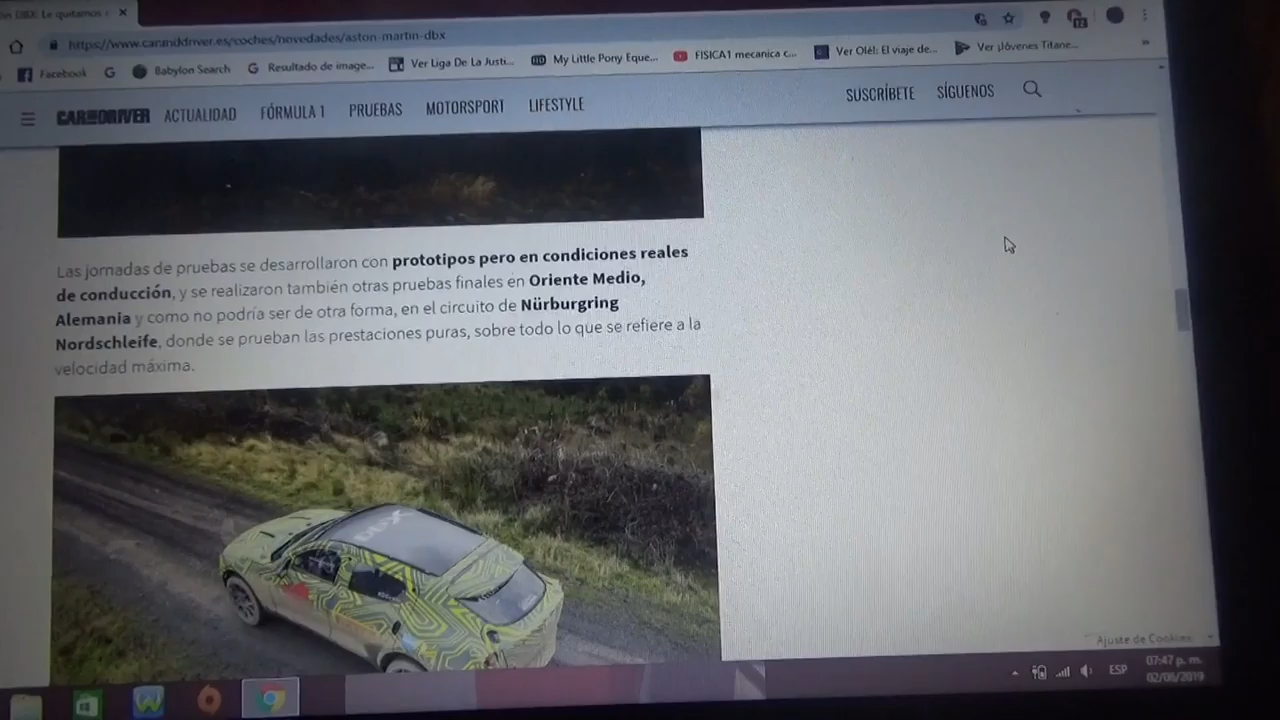 DBX: Le quitamos
https://www.caranddriver.es/coches/novedades/aston-martin-dbx
Facebook
Babylon Search
Resultado de image...
Ver Liga De La Justi...
My Little Pony Eque...
FISICA1 mecanica c...
Ver Olé!: El viaje de...
Ver ¡Jóvenes Titane...
CAR AND DRIVER ACTUALIDAD FÓRMULA 1 PRUEBAS MOTORSPORT LIFESTYLE SUSCRÍBETE SÍGUENOS
Las jornadas de pruebas se desarrollaron con prototipos pero en condiciones reales
de conducción, y se realizaron también otras pruebas finales en Oriente Medio,
Alemania y como no podría ser de otra forma, en el circuito de Nürburgring
Nordschleife, donde se prueban las prestaciones puras, sobre todo lo que se refiere a la
velocidad máxima.
DBX
Ajuste de Cookies
ESP
07:47 p. m.
02/08/2019